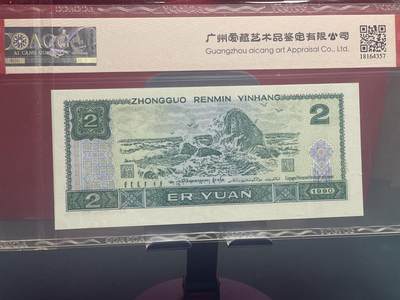 ACGA
广州爱藏艺术品鉴定有限公司
Guangzhou aicang art Appraisal Co., Ltd.
18164357
ZHONGGUO RENMIN YINHANG
2
2
2
ER YUAN
1990